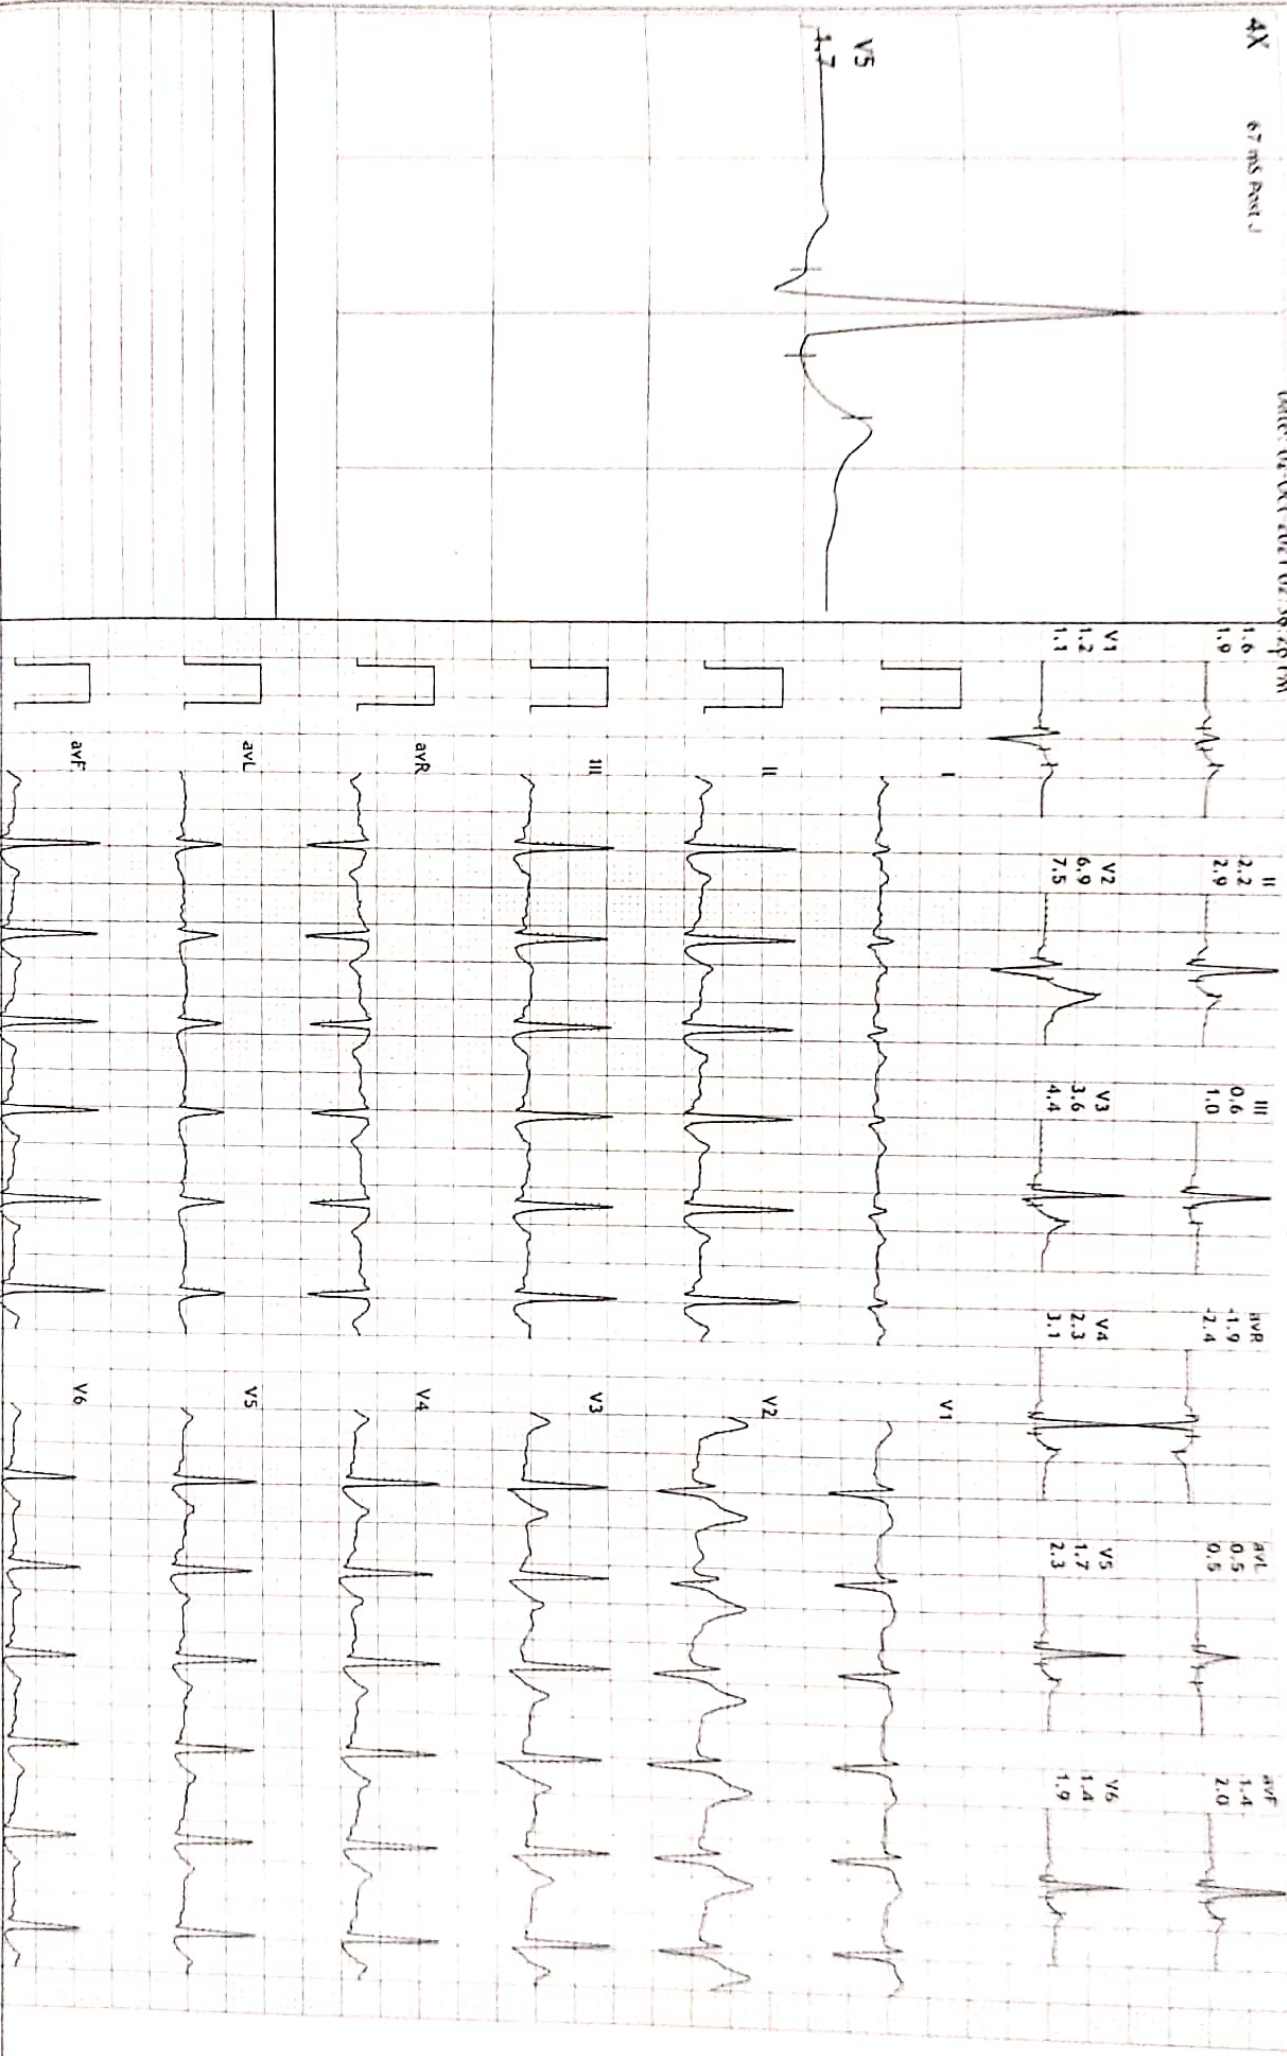 4X 67 mS Post J
II III avR avL avF
1.6 2.2 0.6 -1.9 0.5 1.4
1.9 2.9 1.0 -2.4 0.5 2.0
V1 V2 V3 V4 V5 V6
1.2 6.9 3.6 2.3 1.7 1.4
1.1 7.5 4.4 3.1 2.3 1.9
V5
1.7
I V1
II V2
III V3
avR V4
avL V5
avF V6